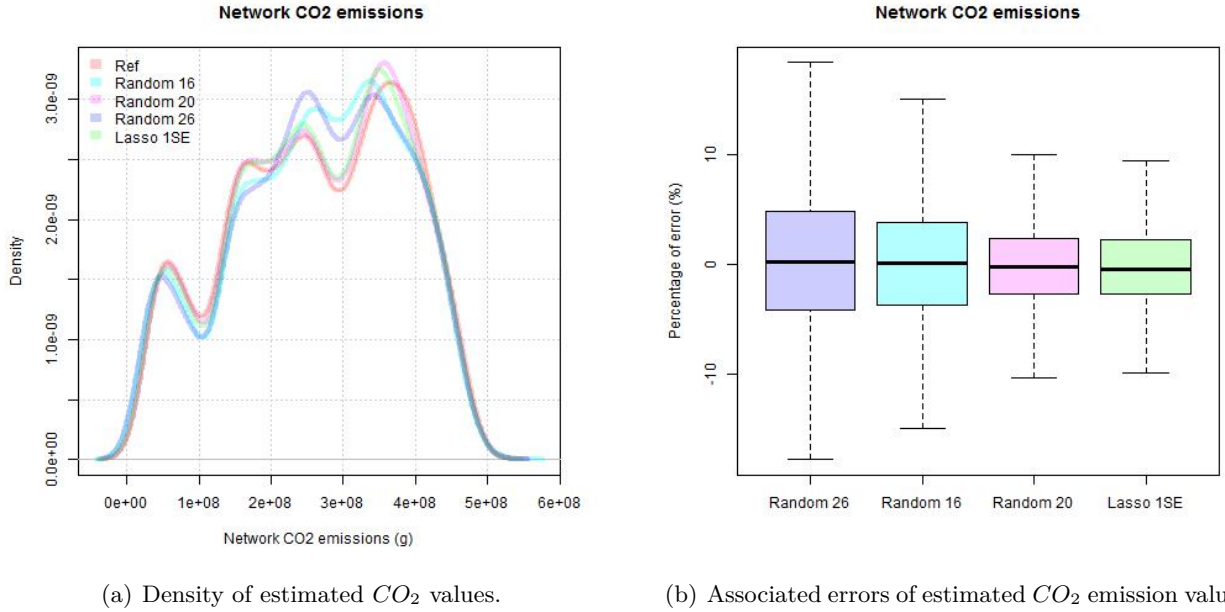 Network CO2 emissions
Ref
Random 16
Random 20
Random 26
Lasso 1SE
Density
0.0e+00
1.0e-09
2.0e-09
3.0e-09
0e+00 1e+08 2e+08 3e+08 4e+08 5e+08 6e+08
Network CO2 emissions (g)
(a) Density of estimated CO2 values.
Network CO2 emissions
Percentage of error (%)
10
0
-10
Random 26 Random 16 Random 20 Lasso 1SE
(b) Associated errors of estimated CO2 emission valu